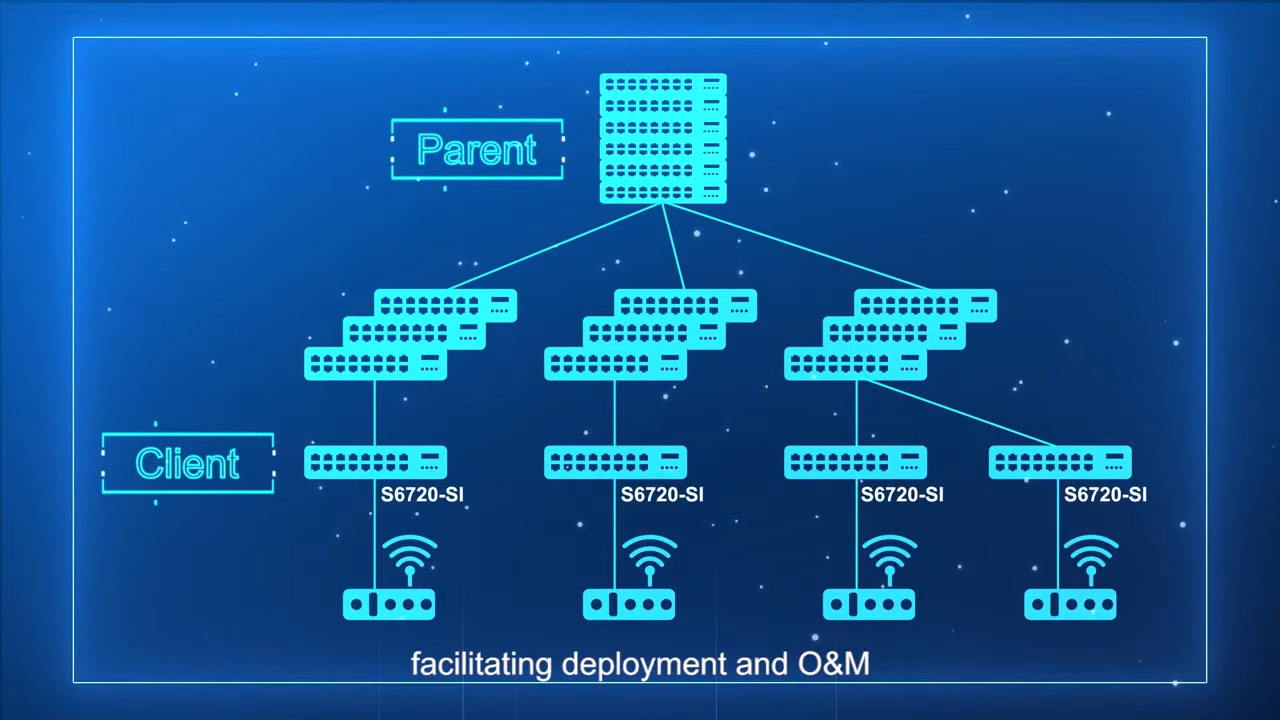 Parent
Client
S6720-SI
S6720-SI
S6720-SI
S6720-SI
facilitating deployment and O&M